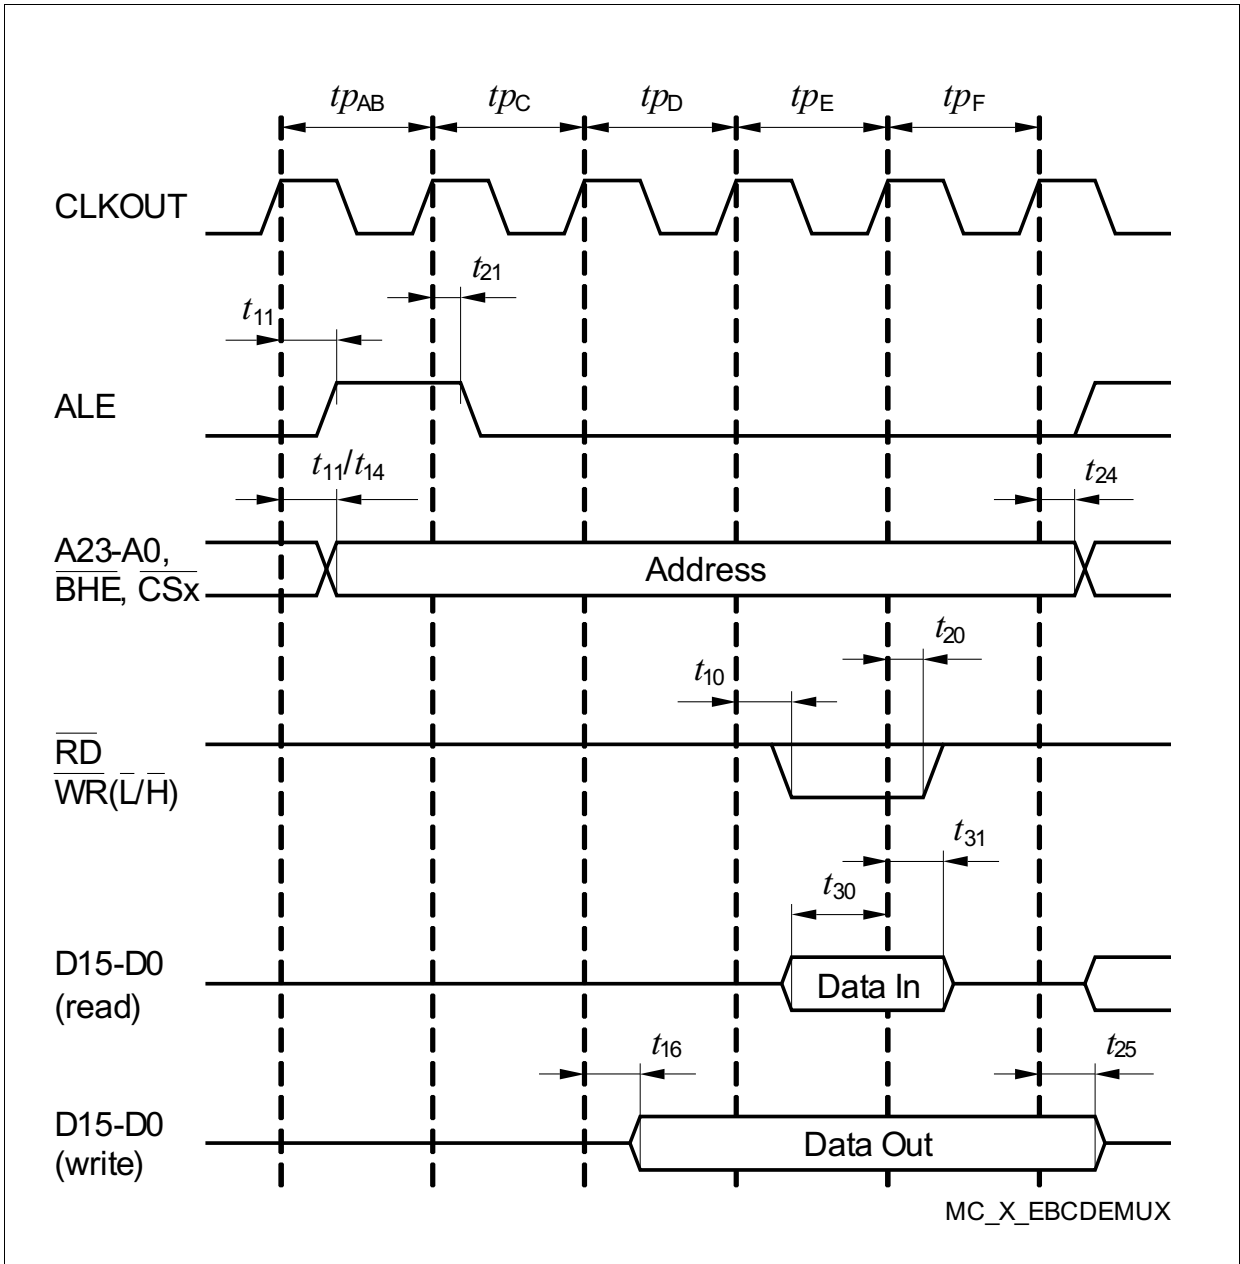 tpAB tpC tpD tpE tpF
CLKOUT
t21
t11
ALE
t11/t14
t24
A23-A0,
BHE, CSx
Address
t20
t10
RD
WR(L/H)
t31
t30
D15-D0
(read)
Data In
t16
t25
D15-D0
(write)
Data Out
MC_X_EBCDEMUX